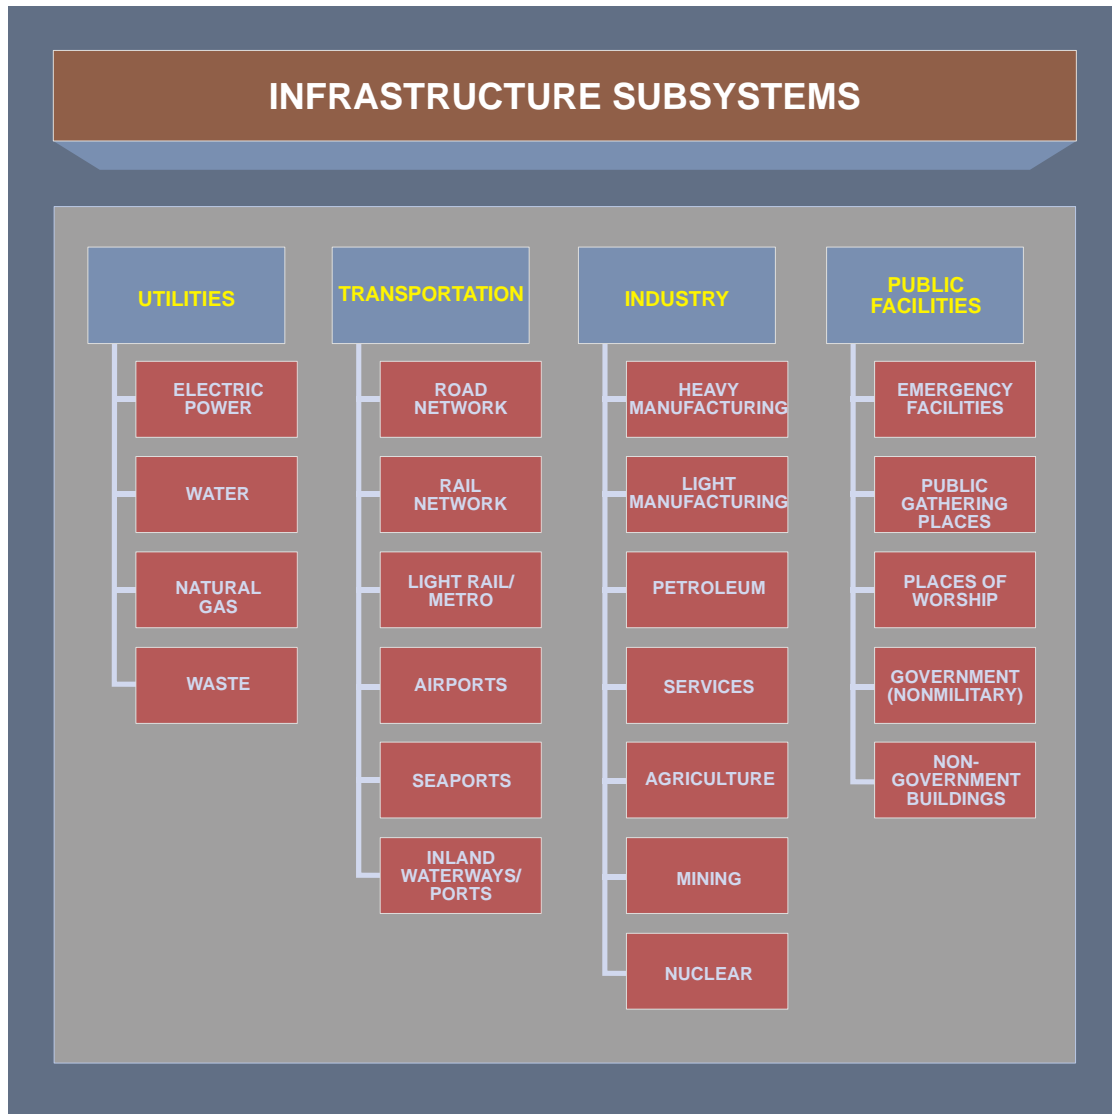 INFRASTRUCTURE SUBSYSTEMS
UTILITIES
ELECTRIC
POWER
WATER
NATURAL
GAS
WASTE
TRANSPORTATION
ROAD
NETWORK
RAIL
NETWORK
LIGHT RAIL/
METRO
AIRPORTS
SEAPORTS
INLAND
WATERWAYS/
PORTS
INDUSTRY
HEAVY
MANUFACTURING
LIGHT
MANUFACTURING
PETROLEUM
SERVICES
AGRICULTURE
MINING
NUCLEAR
PUBLIC
FACILITIES
EMERGENCY
FACILITIES
PUBLIC
GATHERING
PLACES
PLACES OF
WORSHIP
GOVERNMENT
(NONMILITARY)
NON-
GOVERNMENT
BUILDINGS